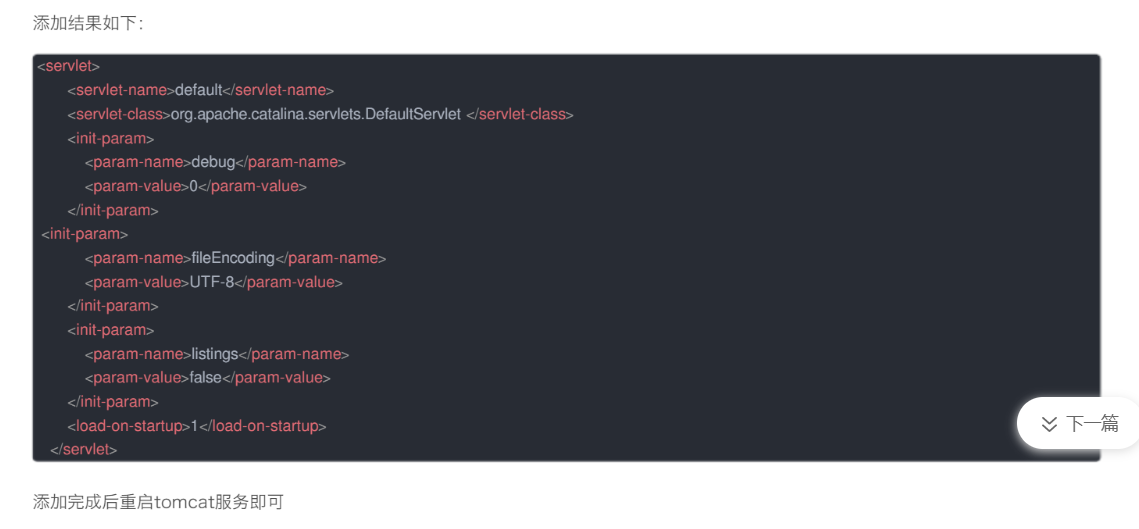 添加结果如下：
<servlet>
<servlet-name>default</servlet-name>
<servlet-class>org.apache.catalina.servlets.DefaultServlet </servlet-class>
<init-param>
<param-name>debug</param-name>
<param-value>0</param-value>
</init-param>
<init-param>
<param-name>fileEncoding</param-name>
<param-value>UTF-8</param-value>
</init-param>
<init-param>
<param-name>listings</param-name>
<param-value>false</param-value>
</init-param>
<load-on-startup>1</load-on-startup>
</servlet>
下一篇
添加完成后重启tomcat服务即可